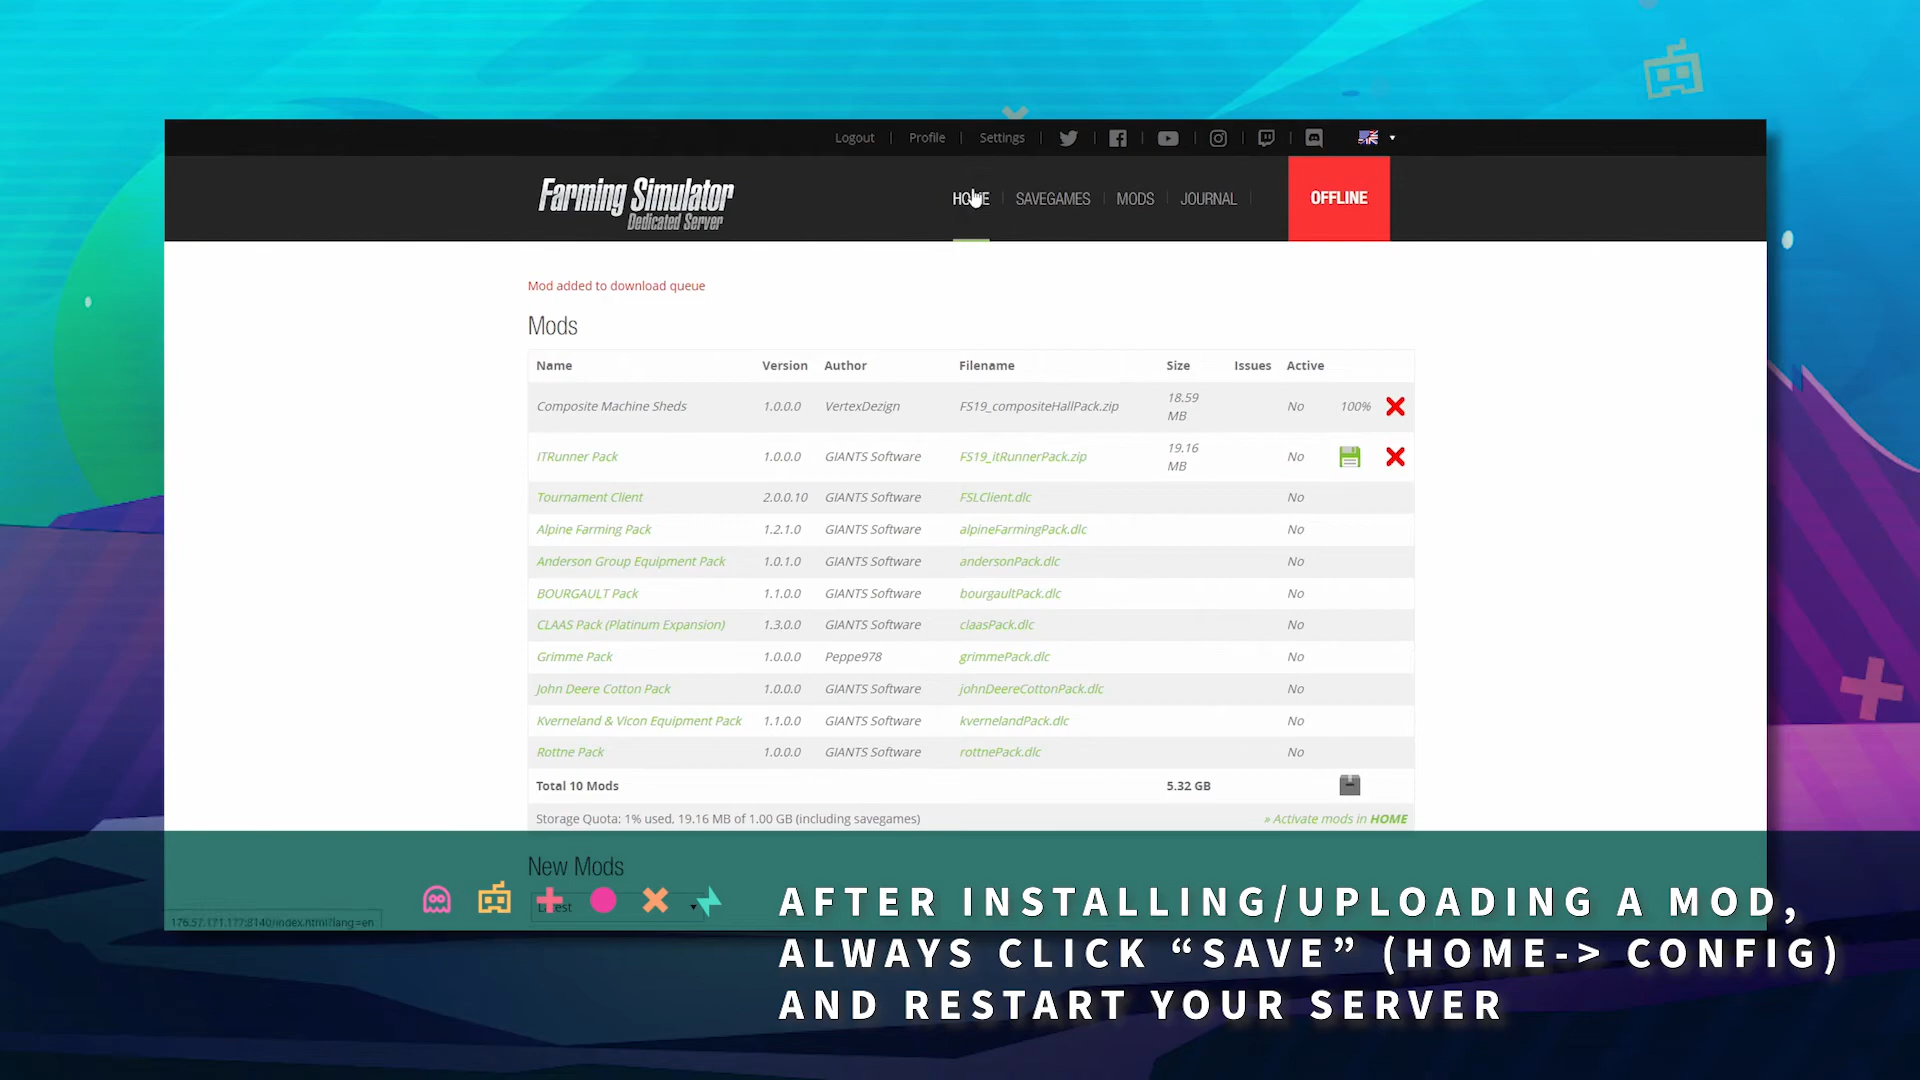 Logout | Profile | Settings
Farming Simulator
Dedicated Server
HOME | SAVEGAMES | MODS | JOURNAL
OFFLINE
Mod added to download queue
Mods
Name Version Author Filename Size Issues Active
Composite Machine Sheds 1.0.0.0 VertexDezign FS19_compositeHallPack.zip 18.59 MB No 100%
ITRunner Pack 1.0.0.0 GIANTS Software FS19_itRunnerPack.zip 19.16 MB No
Tournament Client 2.0.0.10 GIANTS Software FSLClient.dlc No
Alpine Farming Pack 1.2.1.0 GIANTS Software alpineFarmingPack.dlc No
Anderson Group Equipment Pack 1.0.1.0 GIANTS Software andersonPack.dlc No
BOURGAULT Pack 1.1.0.0 GIANTS Software bourgaultPack.dlc No
CLAAS Pack (Platinum Expansion) 1.3.0.0 GIANTS Software claasPack.dlc No
Grimme Pack 1.0.0.0 Peppe978 grimmePack.dlc No
John Deere Cotton Pack 1.0.0.0 GIANTS Software johnDeereCottonPack.dlc No
Kverneland & Vicon Equipment Pack 1.1.0.0 GIANTS Software kvernelandPack.dlc No
Rottne Pack 1.0.0.0 GIANTS Software rottnePack.dlc No
Total 10 Mods 5.32 GB
Storage Quota: 1% used, 19.16 MB of 1.00 GB (including savegames) » Activate mods in HOME
New Mods
Latest
176.57.171.177:8140/index.html?lang=en
AFTER INSTALLING/UPLOADING A MOD,
ALWAYS CLICK “SAVE” (HOME-> CONFIG)
AND RESTART YOUR SERVER